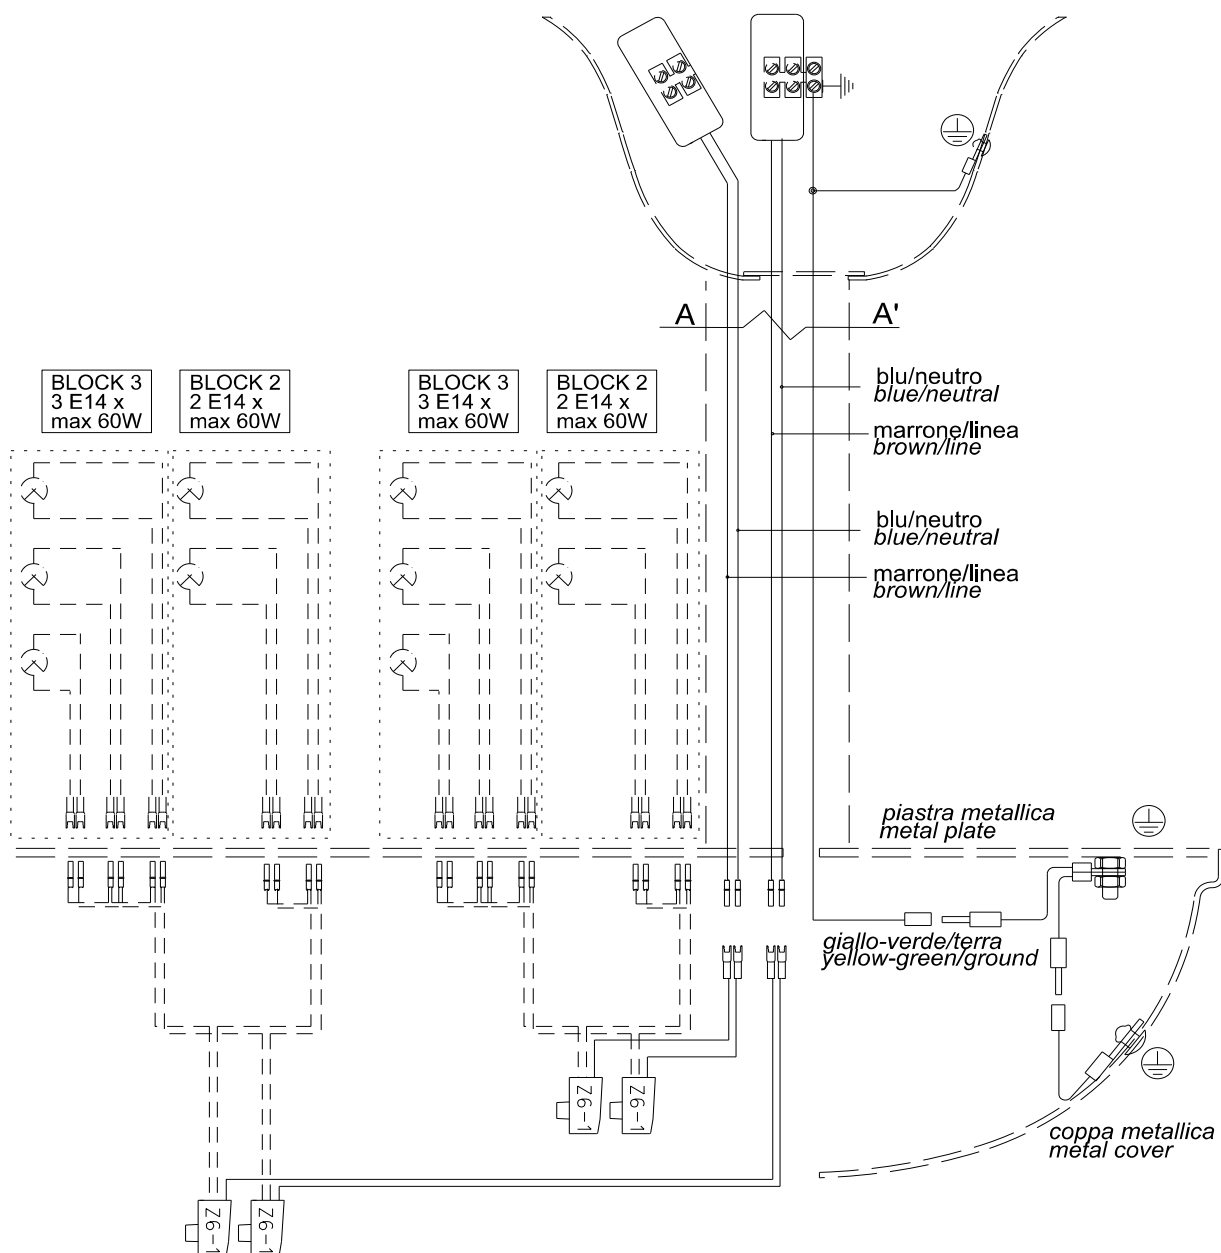 A
A'
BLOCK 3
3 E14 x
max 60W
BLOCK 2
2 E14 x
max 60W
BLOCK 3
3 E14 x
max 60W
BLOCK 2
2 E14 x
max 60W
blu/neutro
blue/neutral
marrone/linea
brown/line
blu/neutro
blue/neutral
marrone/linea
brown/line
piastra metallica
metal plate
giallo-verde/terra
yellow-green/ground
Z6-1
Z6-1
coppa metallica
metal cover
Z6-1
Z6-1